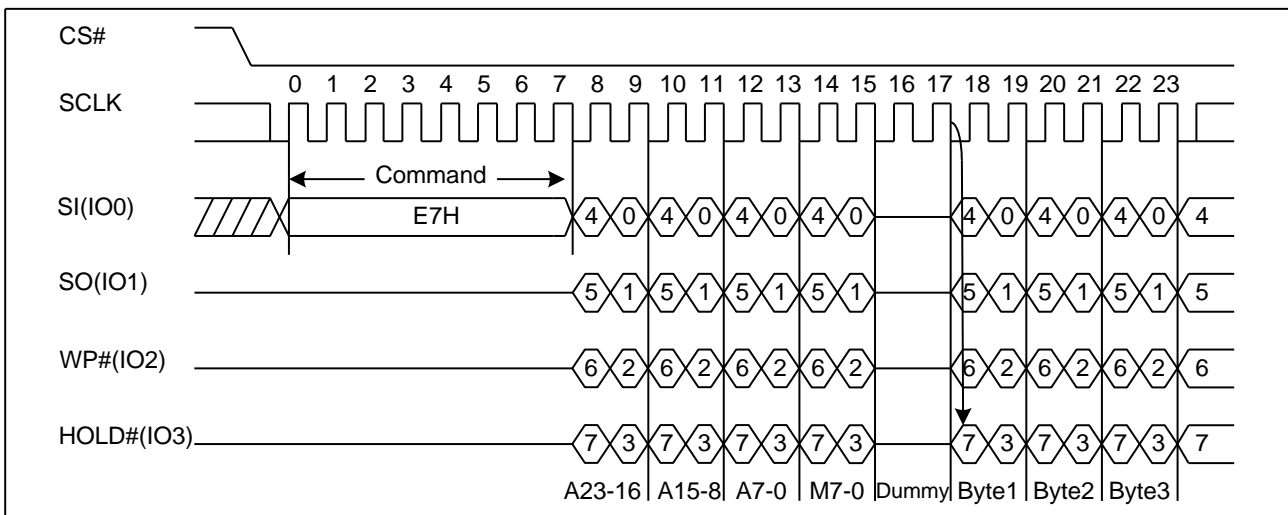 CS#
0 1 2 3 4 5 6 7 8 9 10 11 12 13 14 15 16 17 18 19 20 21 22 23
SCLK
Command
SI(IO0)
E7H 4 0 4 0 4 0 4 0 4 0 4 0 4 0 4
SO(IO1)
5 1 5 1 5 1 5 1 5 1 5 1 5 1 5
WP#(IO2)
6 2 6 2 6 2 6 2 6 2 6 2 6 2 6
HOLD#(IO3)
7 3 7 3 7 3 7 3 7 3 7 3 7 3 7
A23-16 A15-8 A7-0 M7-0 Dummy Byte1 Byte2 Byte3